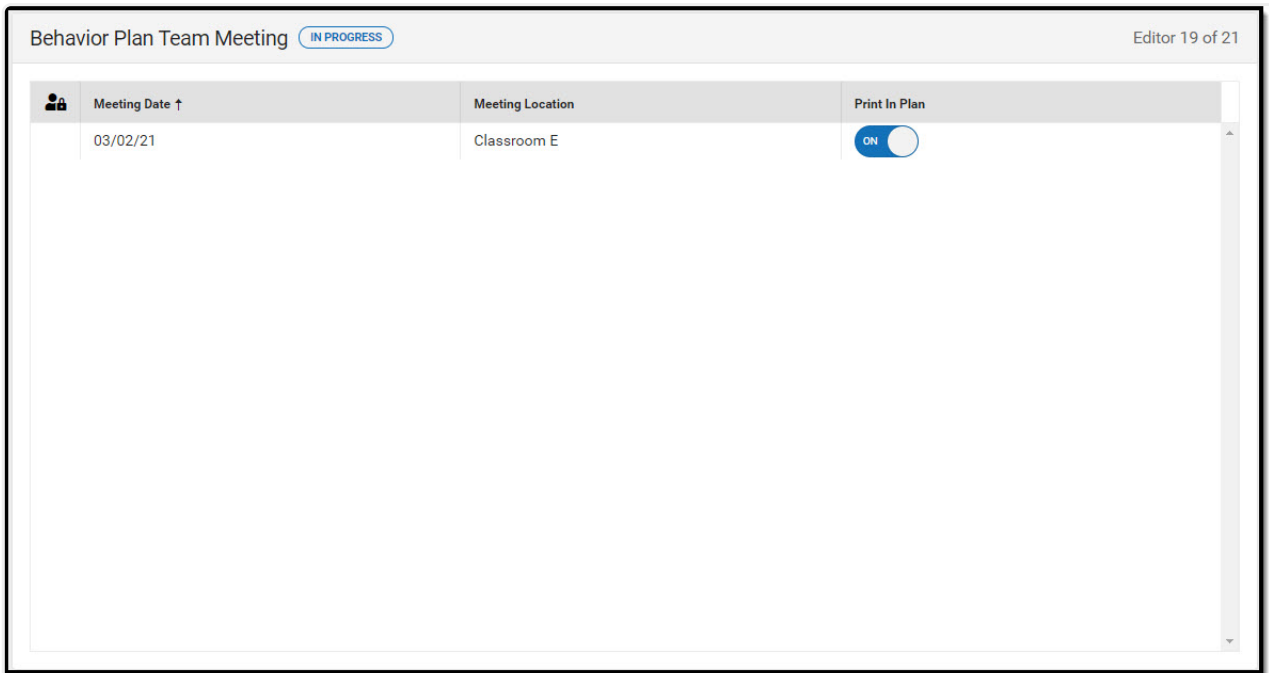 Behavior Plan Team Meeting IN PROGRESS Editor 19 of 21
Meeting Date ↑ Meeting Location Print In Plan
03/02/21 Classroom E ON